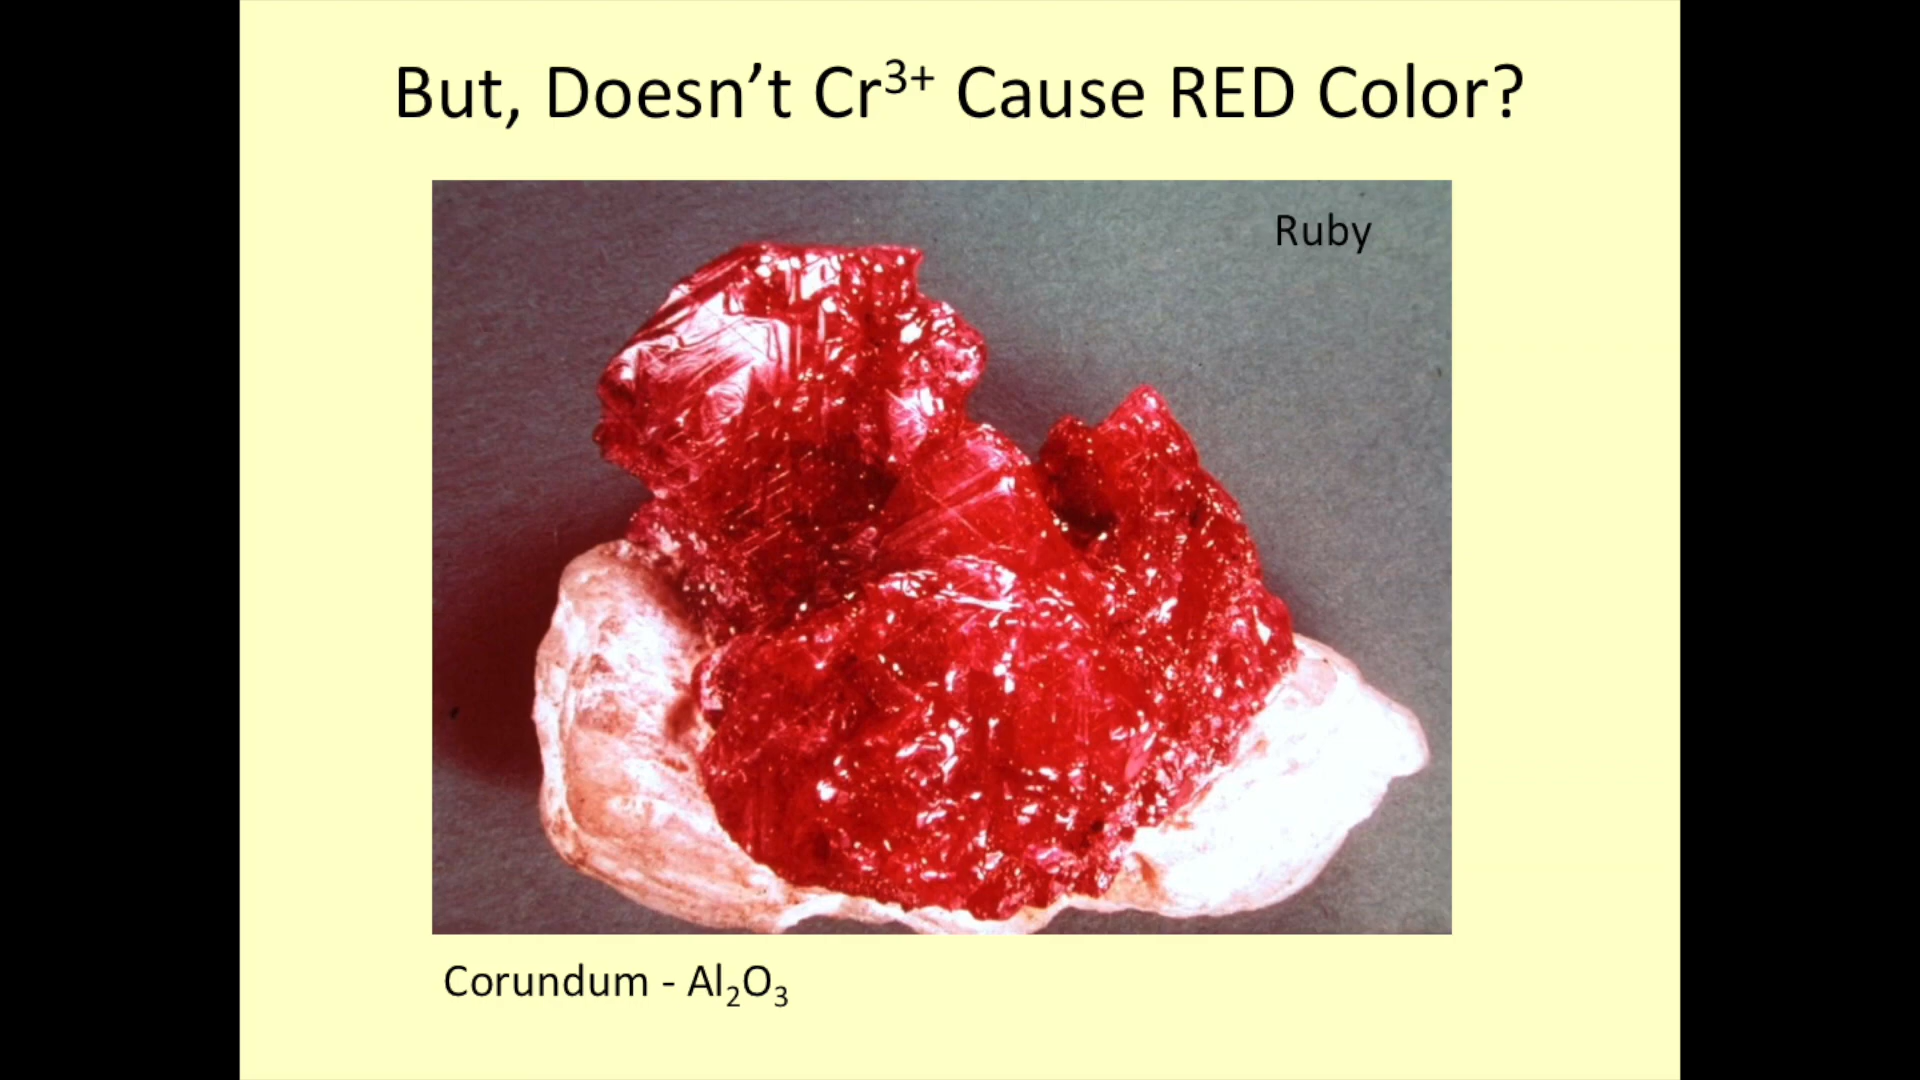 But, Doesn’t Cr³⁺ Cause RED Color?
Ruby
Corundum - Al₂O₃